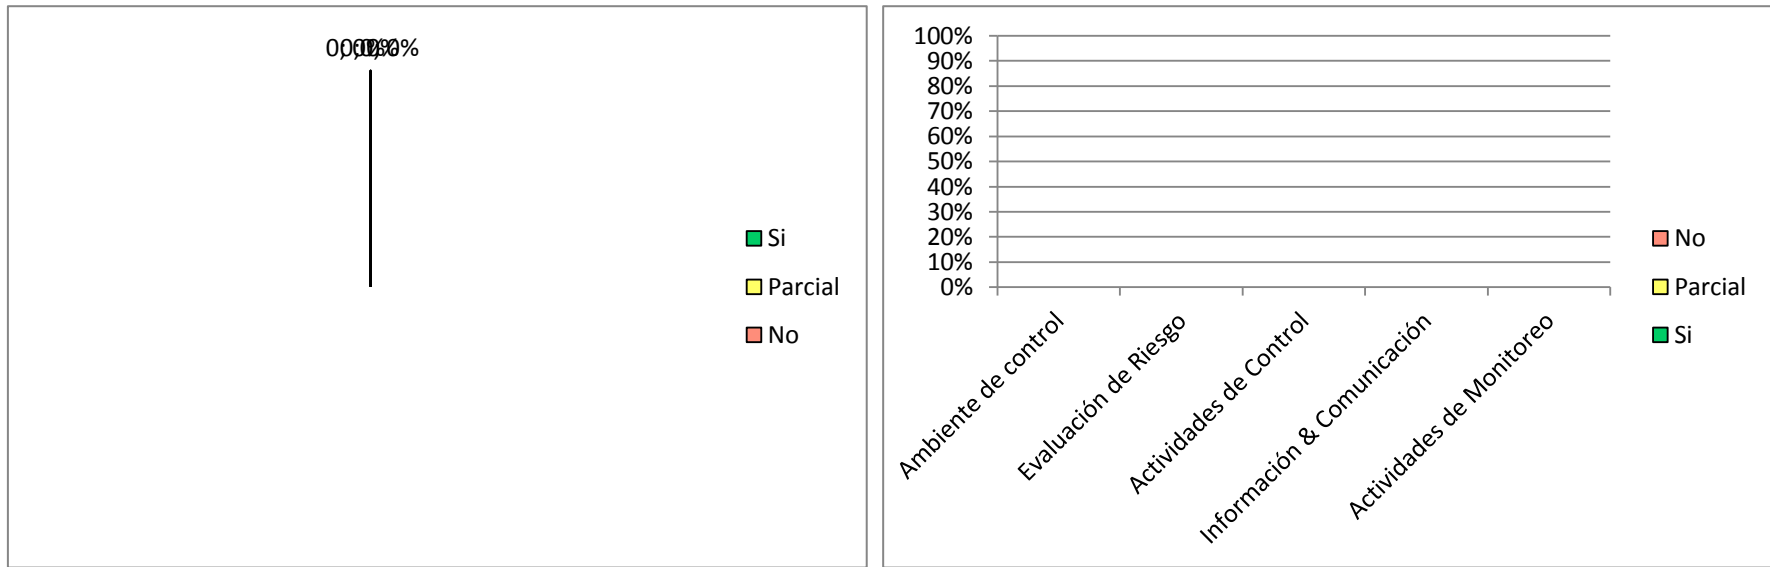 Si
Parcial
No
100%
90%
80%
70%
60%
50%
40%
30%
20%
10%
0%
Ambiente de control
Evaluación de Riesgo
Actividades de Control
Información & Comunicación
Actividades de Monitoreo
No
Parcial
Si